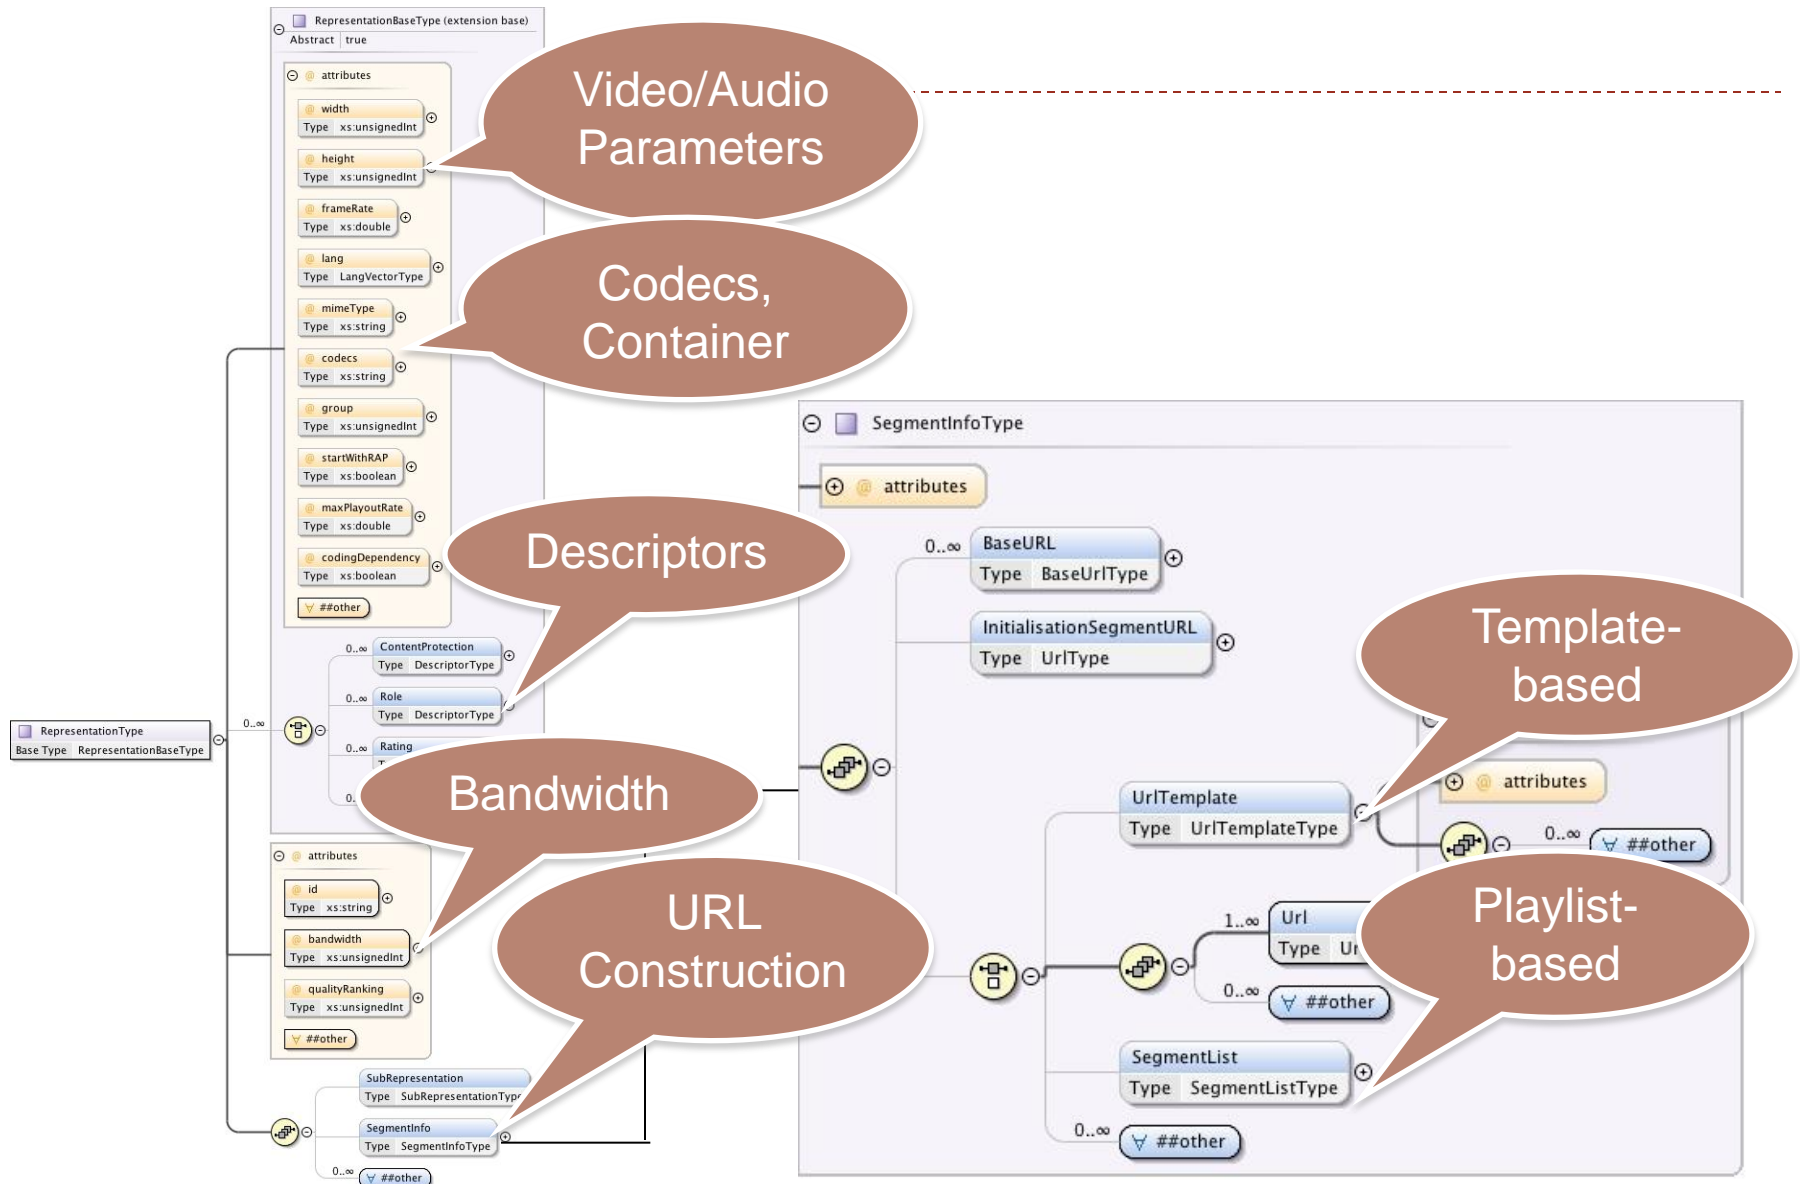 RepresentationBaseType (extension base)
Abstract true
@ attributes
@ width
Type xs:unsignedInt
@ height
Type xs:unsignedInt
@ frameRate
Type xs:double
@ lang
Type LangVectorType
@ mimeType
Type xs:string
@ codecs
Type xs:string
@ group
Type xs:unsignedInt
@ startWithRAP
Type xs:boolean
@ maxPlayoutRate
Type xs:double
@ codingDependency
Type xs:boolean
∀ ##other
0..∞ ContentProtection
Type DescriptorType
0..∞ Role
Type DescriptorType
0..∞ Rating
RepresentationType
Base Type RepresentationBaseType
0..∞
@ attributes
@ id
Type xs:string
@ bandwidth
Type xs:unsignedInt
@ qualityRanking
Type xs:unsignedInt
∀ ##other
SubRepresentation
Type SubRepresentationType
SegmentInfo
Type SegmentInfoType
0..∞ ∀ ##other
Video/Audio
Parameters
Codecs,
Container
Descriptors
Bandwidth
URL
Construction
SegmentInfoType
@ attributes
0..∞ BaseURL
Type BaseUrlType
InitialisationSegmentURL
Type UrlType
UrlTemplate
Type UrlTemplateType
@ attributes
0..∞ ∀ ##other
1..∞ Url
Type
0..∞ ∀ ##other
SegmentList
Type SegmentListType
0..∞ ∀ ##other
Template-
based
Playlist-
based